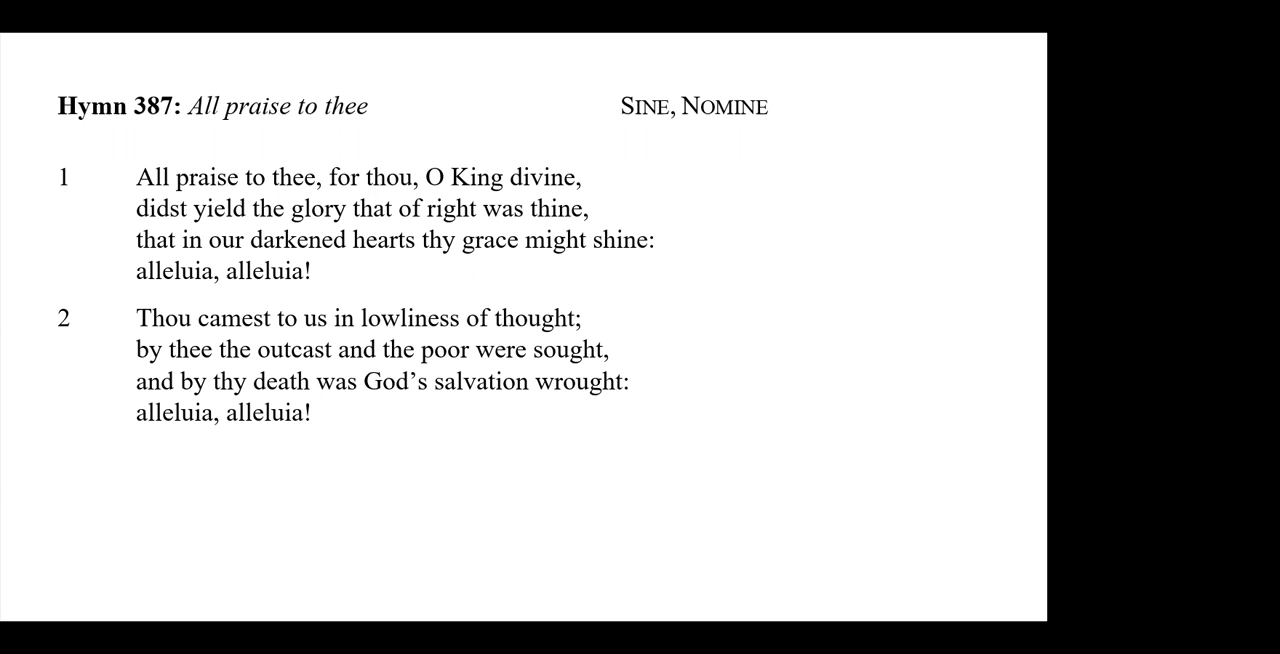 Hymn 387: All praise to thee SINE, NOMINE
1 All praise to thee, for thou, O King divine,
didst yield the glory that of right was thine,
that in our darkened hearts thy grace might shine:
alleluia, alleluia!
2 Thou camest to us in lowliness of thought;
by thee the outcast and the poor were sought,
and by thy death was God’s salvation wrought:
alleluia, alleluia!